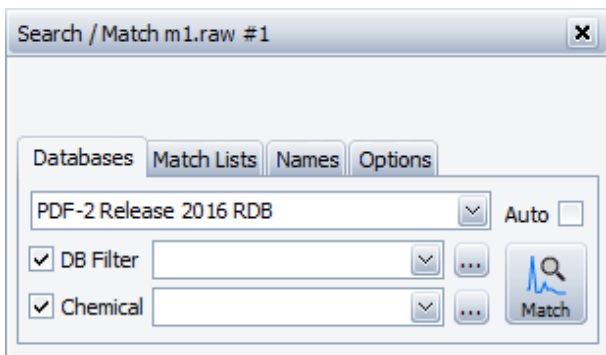 Search / Match m1.raw #1
Databases Match Lists Names Options
PDF-2 Release 2016 RDB Auto
DB Filter ...
Chemical ... Match